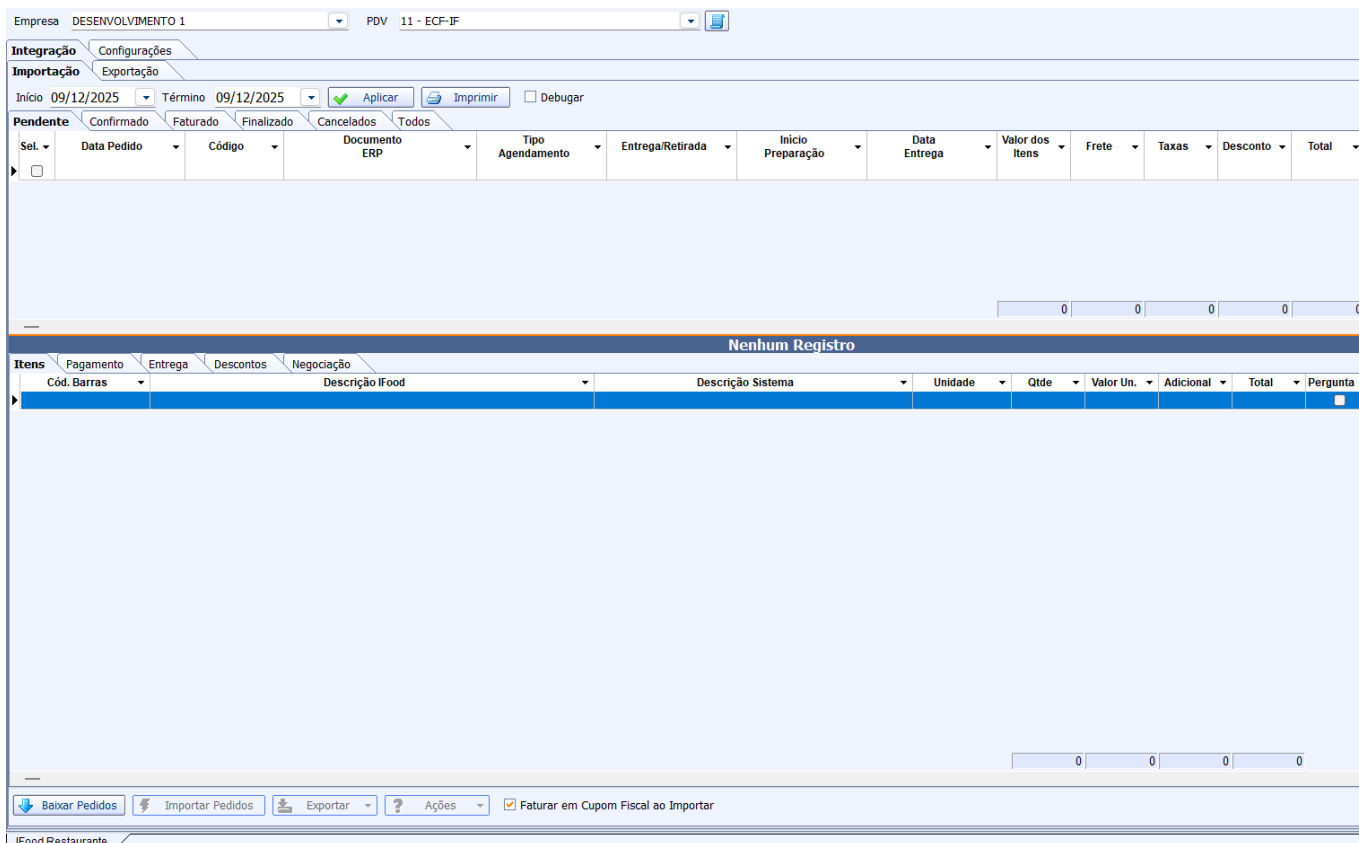 Empresa DESENVOLVIMENTO 1 PDV 11 - ECF-IF
Integração Configurações
Importação Exportação
Início 09/12/2025 Término 09/12/2025 Aplicar Imprimir Debugar
Pendente Confirmado Faturado Finalizado Cancelados Todos
Sel. Data Pedido Código Documento ERP Tipo Agendamento Entrega/Retirada Início Preparação Data Entrega Valor dos Itens Frete Taxas Desconto Total
0 0 0 0 0
Nenhum Registro
Itens Pagamento Entrega Descontos Negociação
Cód. Barras Descrição IFood Descrição Sistema Unidade Qtde Valor Un. Adicional Total Pergunta
0 0 0 0
Baixar Pedidos Importar Pedidos Exportar Ações Faturar em Cupom Fiscal ao Importar
IFood Restaurante